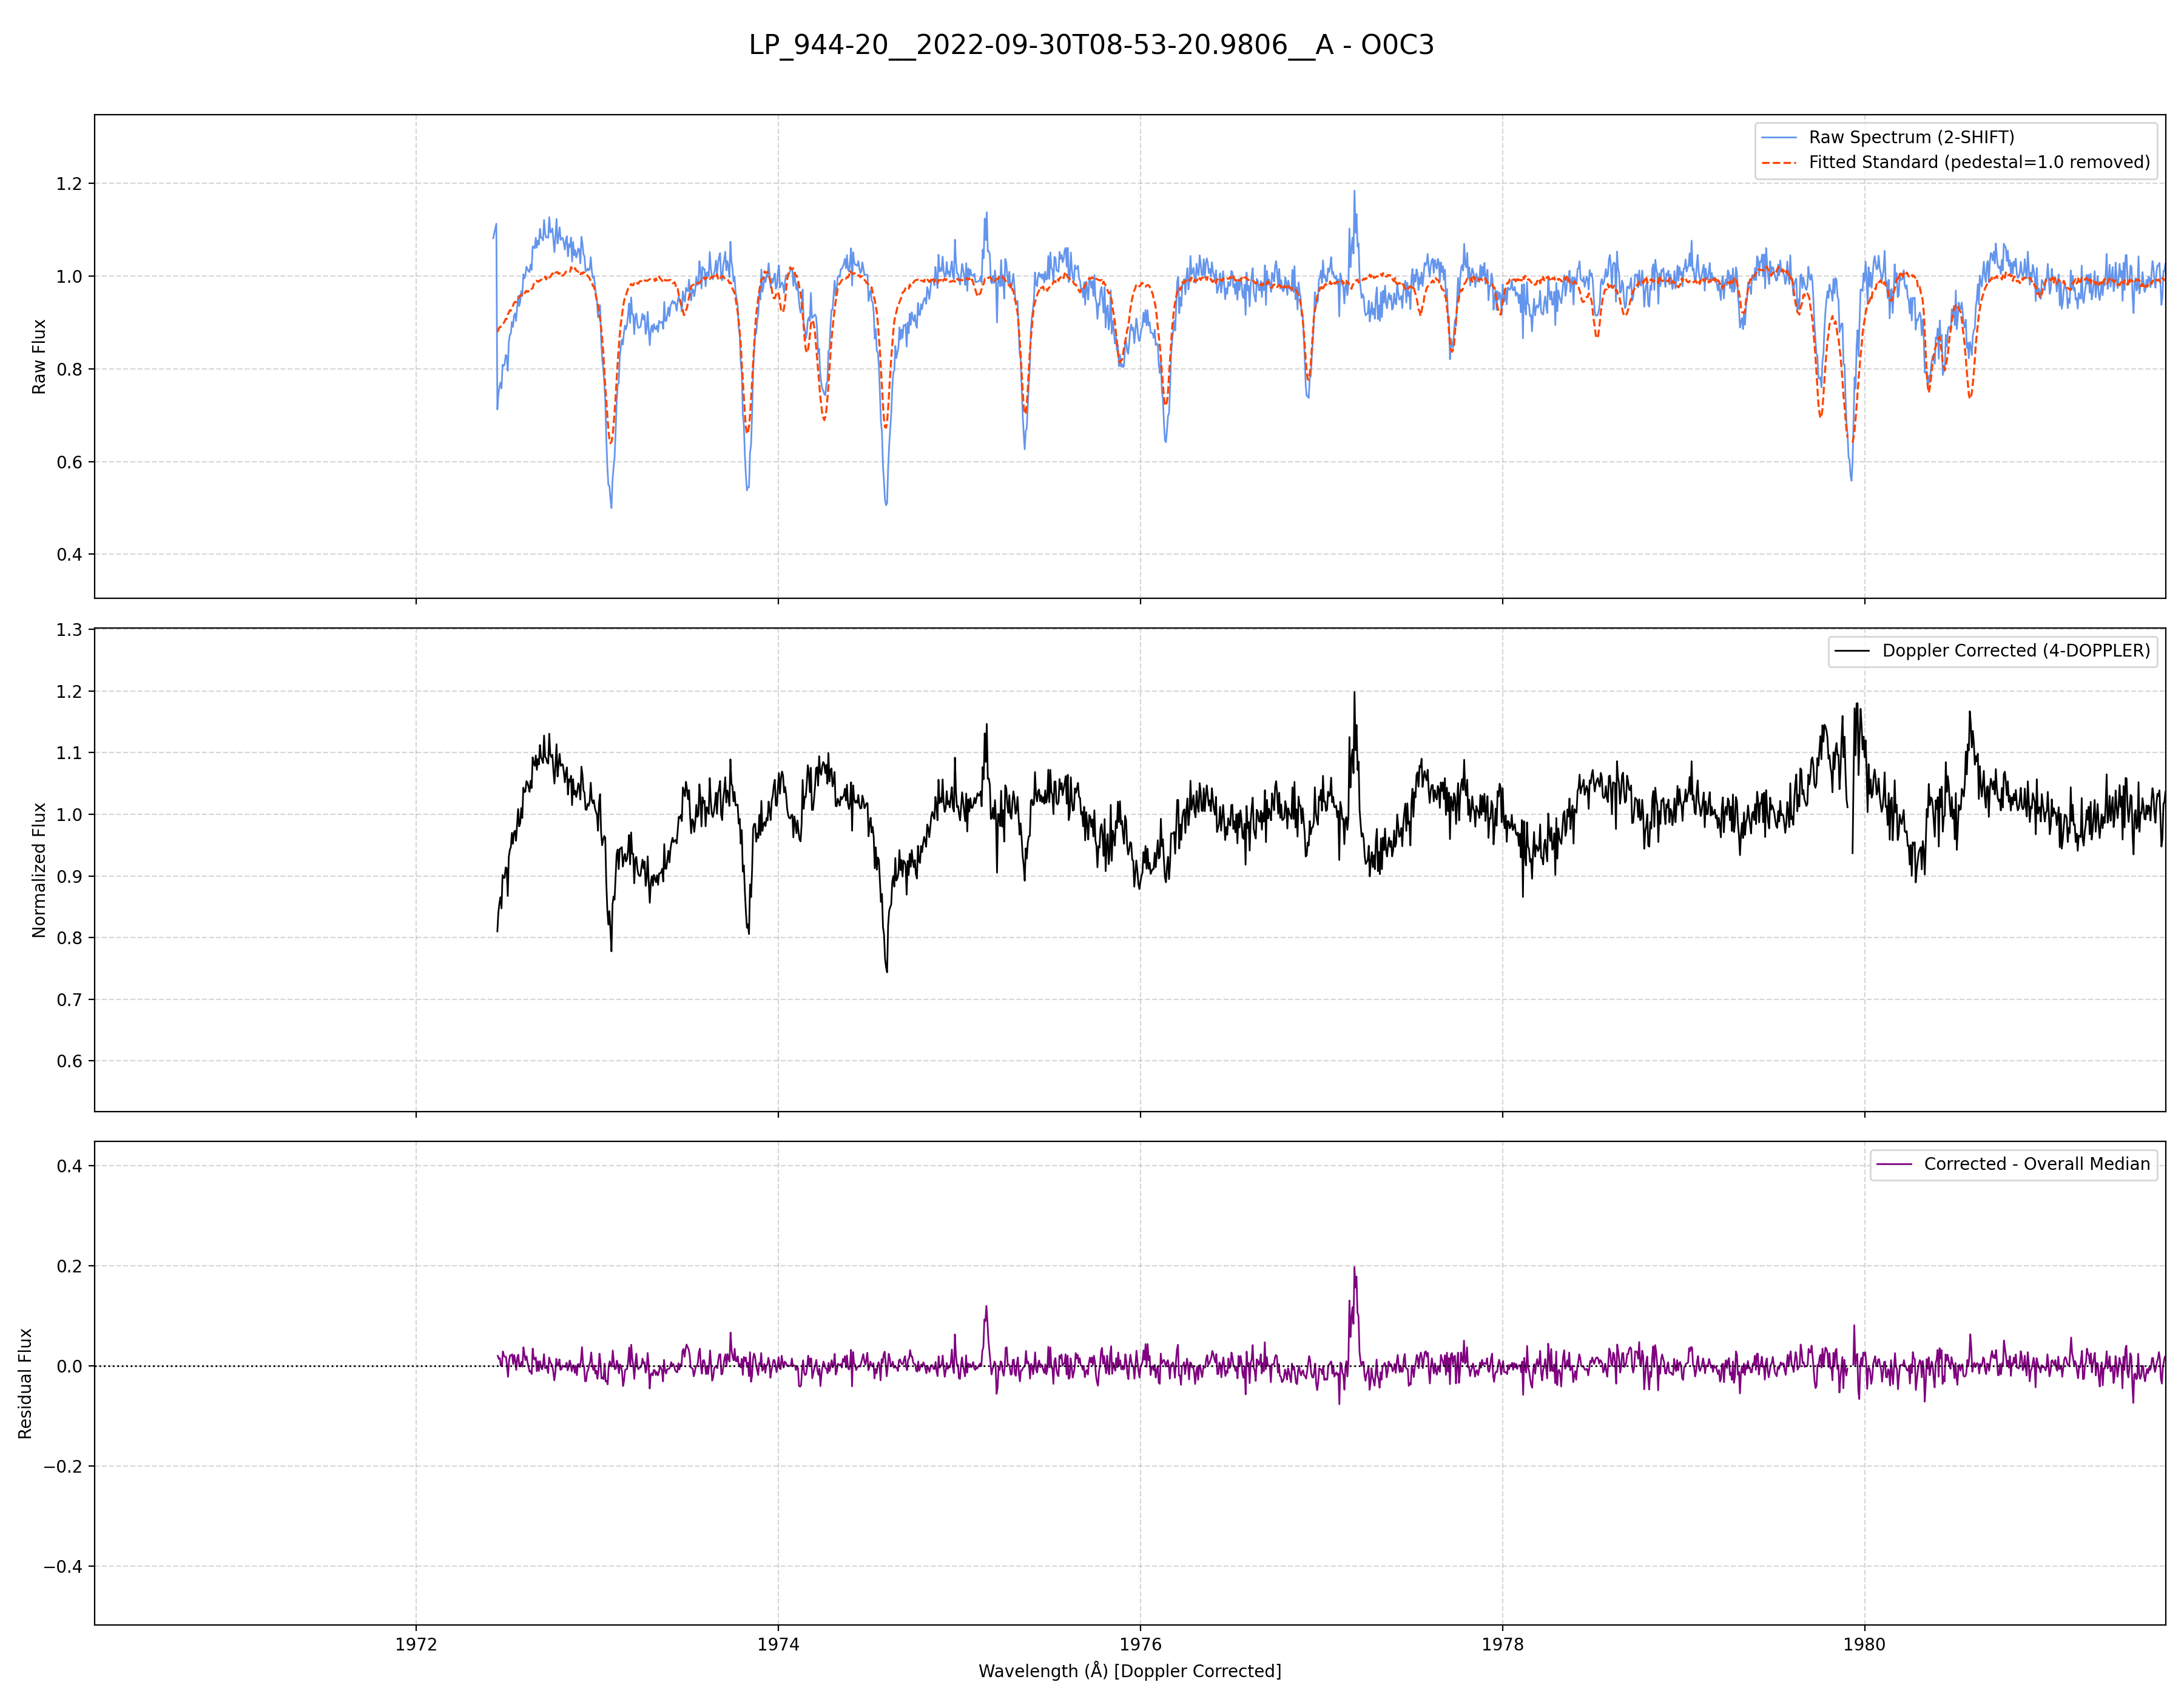 LP_944-20__2022-09-30T08-53-20.9806__A - O0C3
Raw Spectrum (2-SHIFT)
Fitted Standard (pedestal=1.0 removed)
Raw Flux
1.2
1.0
0.8
0.6
0.4
Doppler Corrected (4-DOPPLER)
Normalized Flux
1.3
1.2
1.1
1.0
0.9
0.8
0.7
0.6
Corrected - Overall Median
Residual Flux
0.4
0.2
0.0
−0.2
−0.4
1972 1974 1976 1978 1980
Wavelength (Å) [Doppler Corrected]